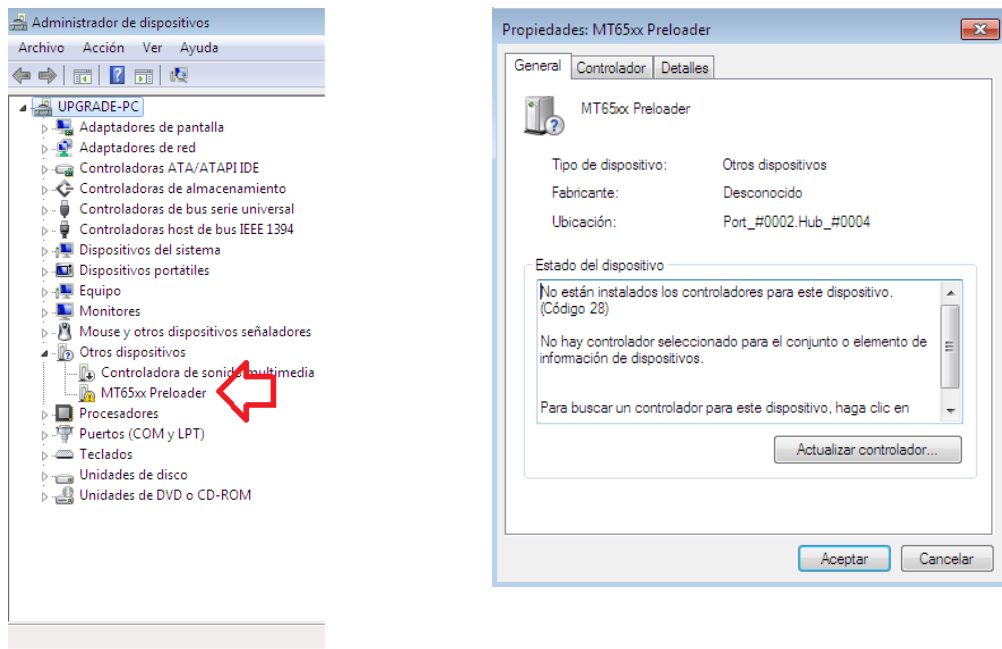 Administrador de dispositivos
Archivo Acción Ver Ayuda
UPGRADE-PC
Adaptadores de pantalla
Adaptadores de red
Controladoras ATA/ATAPI IDE
Controladoras de almacenamiento
Controladoras de bus serie universal
Controladoras host de bus IEEE 1394
Dispositivos del sistema
Dispositivos portátiles
Equipo
Monitores
Mouse y otros dispositivos señaladores
Otros dispositivos
Controladora de sonido multimedia
MT65xx Preloader
Procesadores
Puertos (COM y LPT)
Teclados
Unidades de disco
Unidades de DVD o CD-ROM
Propiedades: MT65xx Preloader
General Controlador Detalles
MT65xx Preloader
Tipo de dispositivo: Otros dispositivos
Fabricante: Desconocido
Ubicación: Port_#0002.Hub_#0004
Estado del dispositivo
No están instalados los controladores para este dispositivo.
(Código 28)
No hay controlador seleccionado para el conjunto o elemento de
información de dispositivos.
Para buscar un controlador para este dispositivo, haga clic en
Actualizar controlador...
Aceptar Cancelar